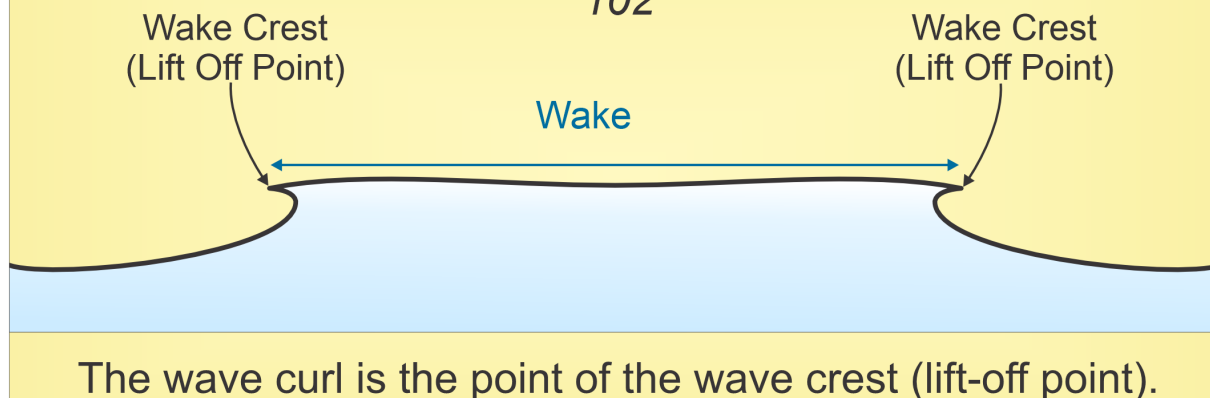 102
Wake Crest
(Lift Off Point)
Wake Crest
(Lift Off Point)
Wake
The wave curl is the point of the wave crest (lift-off point).